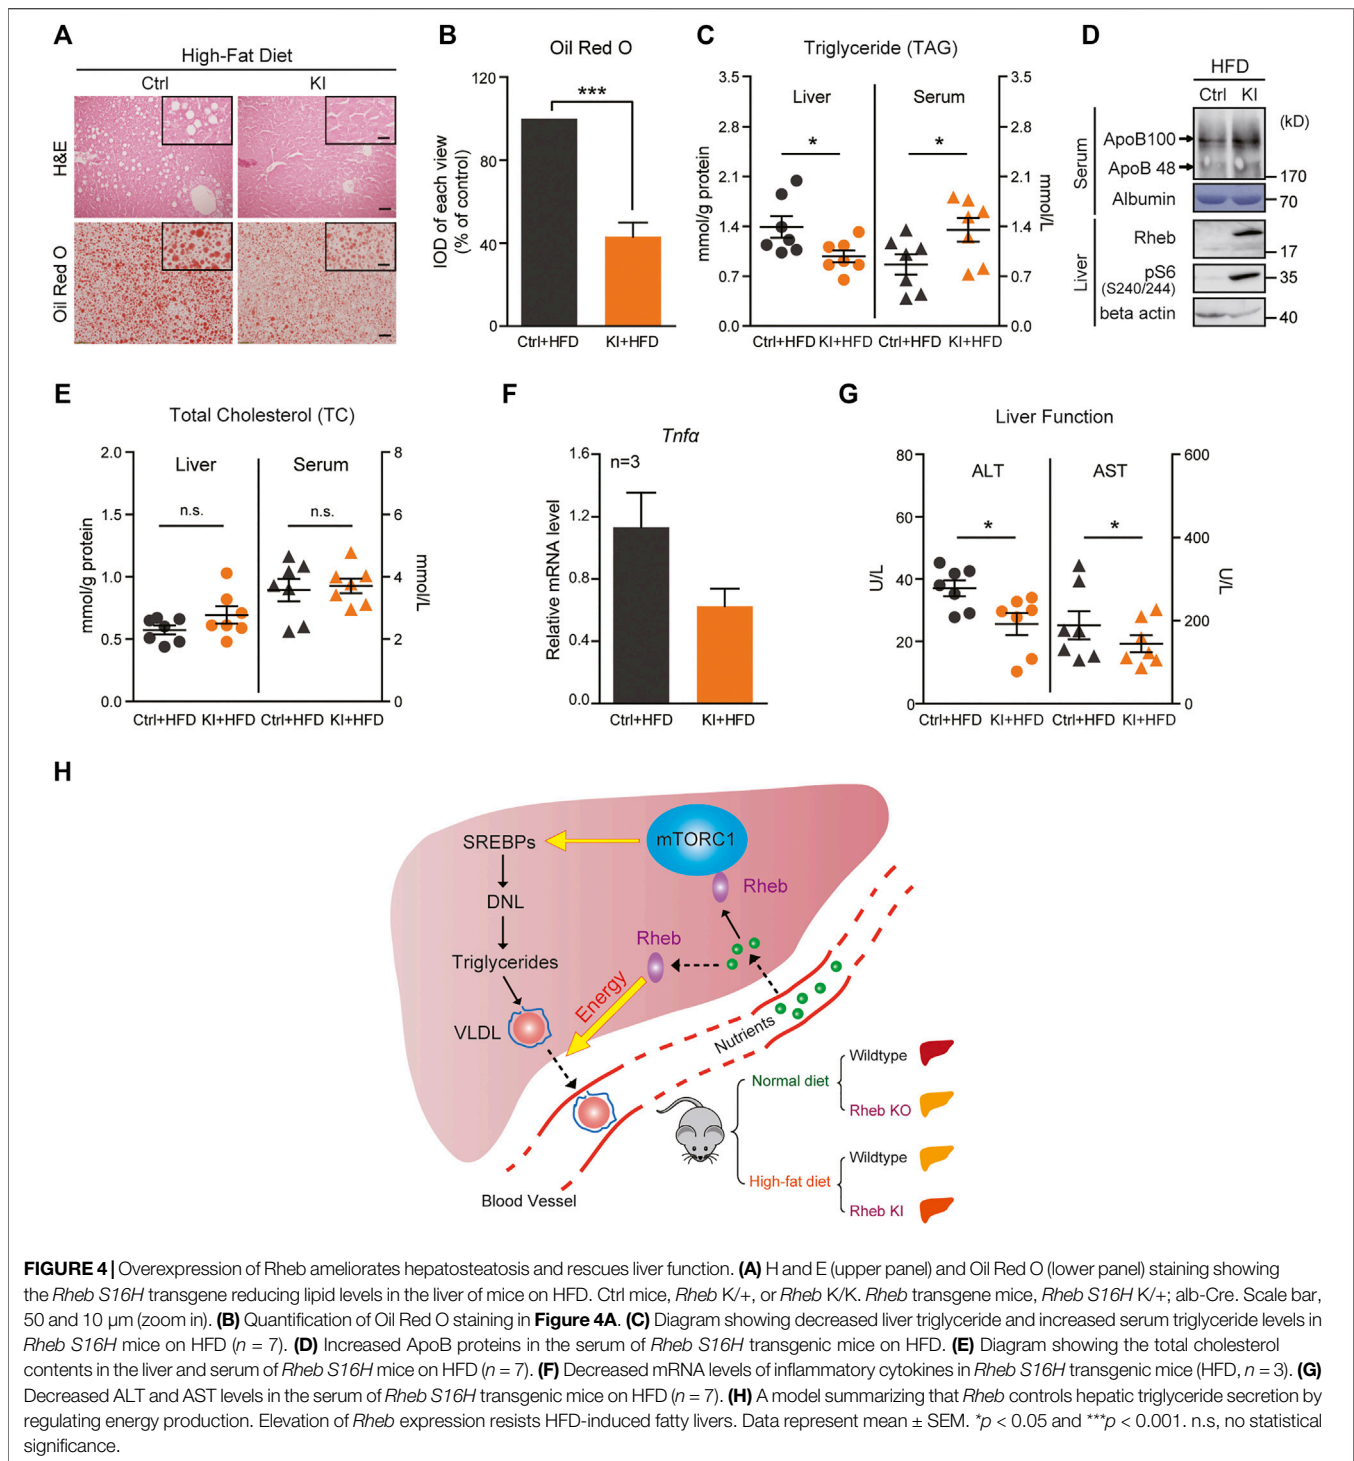 A
High-Fat Diet
Ctrl KI
H&E
Oil Red O
B
Oil Red O
120
80
40
0
IOD of each view
(% of control)
***
Ctrl+HFD KI+HFD
C
Triglyceride (TAG)
3.5 3.5
Liver Serum
2.8 2.8
* *
2.1 2.1
1.4 1.4
0.7 0.7
0.0 0.0
mmol/g protein
mmol/L
Ctrl+HFD KI+HFD Ctrl+HFD KI+HFD
D
HFD
Ctrl KI
(kD)
Serum
ApoB100
ApoB 48
170
Albumin 70
Liver
Rheb
17
pS6
(S240/244)
35
beta actin 40
E
Total Cholesterol (TC)
2.0 8
Liver Serum
n.s. n.s.
1.5 6
1.0 4
0.5 2
0.0 0
mmol/g protein
mmol/L
Ctrl+HFD KI+HFD Ctrl+HFD KI+HFD
F
Tnfα
1.6
n=3
1.2
0.8
0.4
0.0
Relative mRNA level
Ctrl+HFD KI+HFD
G
Liver Function
80 600
ALT AST
60
* *
400
40
200
20
0 0
U/L
U/L
Ctrl+HFD KI+HFD Ctrl+HFD KI+HFD
H
SREBPs
mTORC1
Rheb
DNL
Rheb
Triglycerides
Energy
VLDL
Nutrients
Blood Vessel
Normal diet
Wildtype
Rheb KO
High-fat diet
Wildtype
Rheb KI
FIGURE 4 | Overexpression of Rheb ameliorates hepatosteatosis and rescues liver function. (A) H and E (upper panel) and Oil Red O (lower panel) staining showing
the Rheb S16H transgene reducing lipid levels in the liver of mice on HFD. Ctrl mice, Rheb K/+, or Rheb K/K. Rheb transgene mice, Rheb S16H K/+; alb-Cre. Scale bar,
50 and 10 μm (zoom in). (B) Quantification of Oil Red O staining in Figure 4A. (C) Diagram showing decreased liver triglyceride and increased serum triglyceride levels in
Rheb S16H mice on HFD (n = 7). (D) Increased ApoB proteins in the serum of Rheb S16H transgenic mice on HFD. (E) Diagram showing the total cholesterol
contents in the liver and serum of Rheb S16H mice on HFD (n = 7). (F) Decreased mRNA levels of inflammatory cytokines in Rheb S16H transgenic mice (HFD, n = 3). (G)
Decreased ALT and AST levels in the serum of Rheb S16H transgenic mice on HFD (n = 7). (H) A model summarizing that Rheb controls hepatic triglyceride secretion by
regulating energy production. Elevation of Rheb expression resists HFD-induced fatty livers. Data represent mean ± SEM. *p < 0.05 and ***p < 0.001. n.s, no statistical
significance.